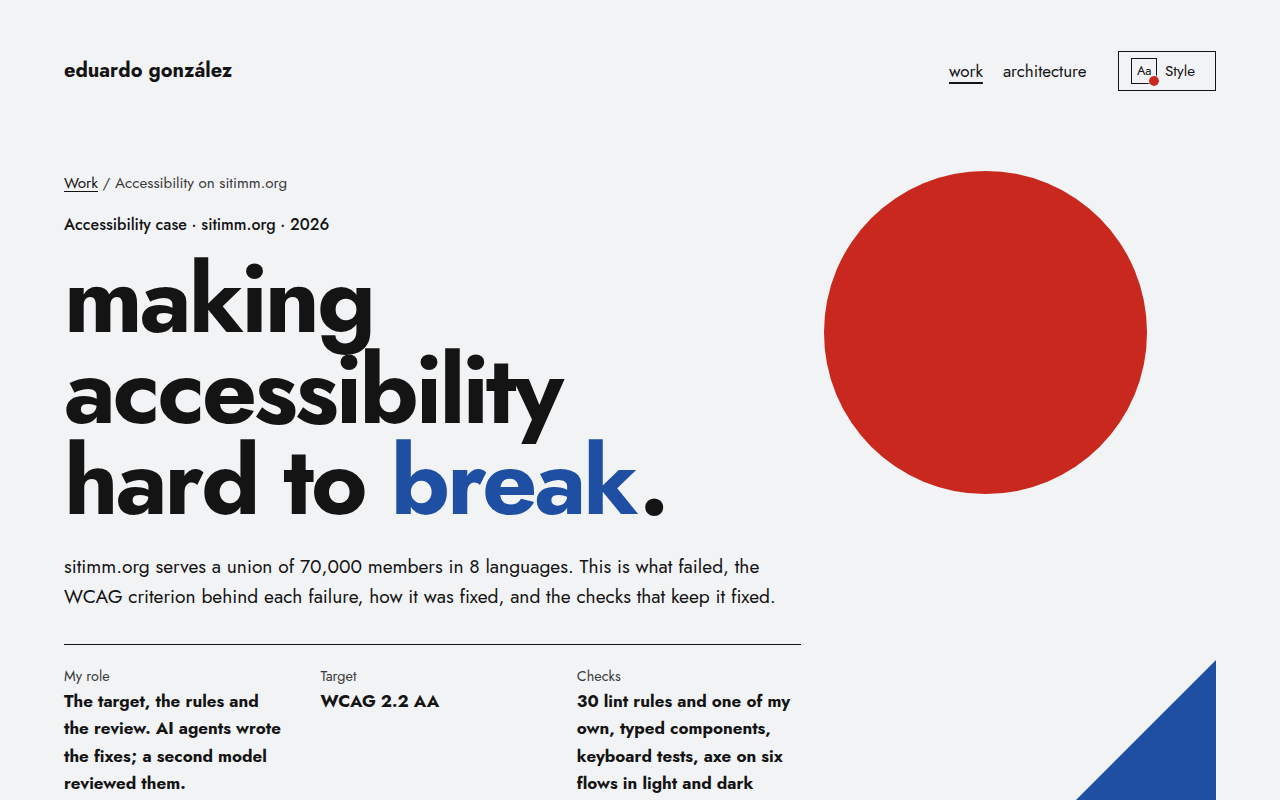 eduardo gonzález
work architecture Aa Style
Work / Accessibility on sitimm.org
Accessibility case · sitimm.org · 2026
making
accessibility
hard to break.
sitimm.org serves a union of 70,000 members in 8 languages. This is what failed, the
WCAG criterion behind each failure, how it was fixed, and the checks that keep it fixed.
My role
The target, the rules and
the review. AI agents wrote
the fixes; a second model
reviewed them.
Target
WCAG 2.2 AA
Checks
30 lint rules and one of my
own, typed components,
keyboard tests, axe on six
flows in light and dark